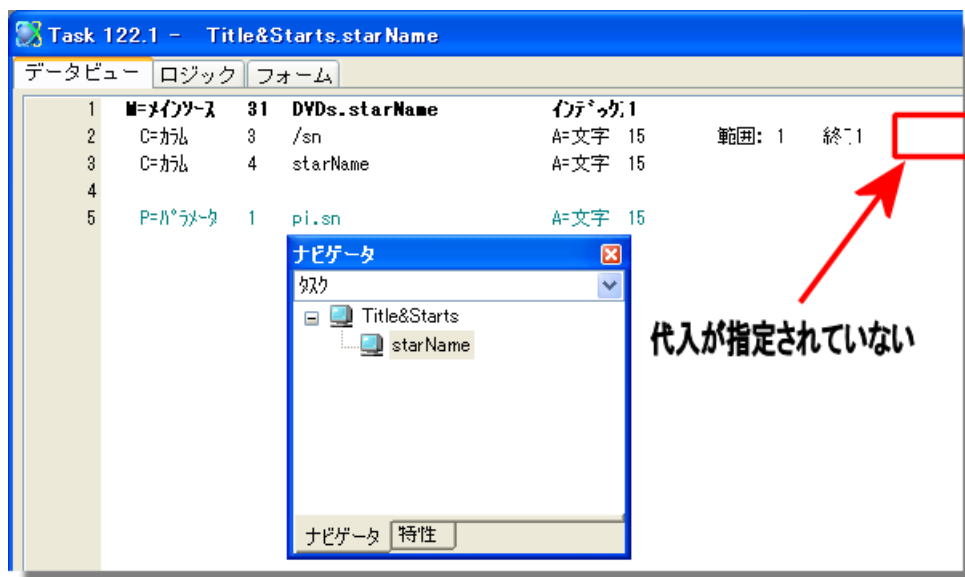 Task 122.1 - Title&Starts.starName
データビュー ロジック フォーム
1 M=メインソース 31 DVDs.starName インデックス:1
2 C=カラム 3 /sn A=文字 15 範囲: 1 終了:1
3 C=カラム 4 starName A=文字 15
4
5 P=パラメータ 1 pi.sn A=文字 15
ナビゲータ
タスク
Title&Starts
starName
代入が指定されていない
ナビゲータ 特性